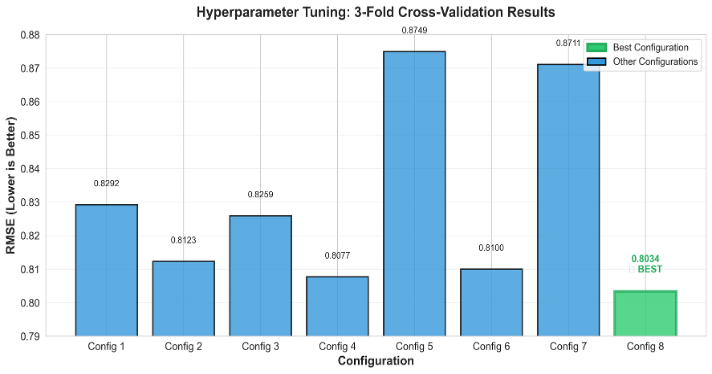 Hyperparameter Tuning: 3-Fold Cross-Validation Results
RMSE (Lower is Better)
0.88
0.87
0.86
0.85
0.84
0.83
0.82
0.81
0.80
0.79
0.8292
0.8123
0.8259
0.8077
0.8749
0.8100
0.8711
0.8034
BEST
Best Configuration
Other Configurations
Config 1
Config 2
Config 3
Config 4
Config 5
Config 6
Config 7
Config 8
Configuration